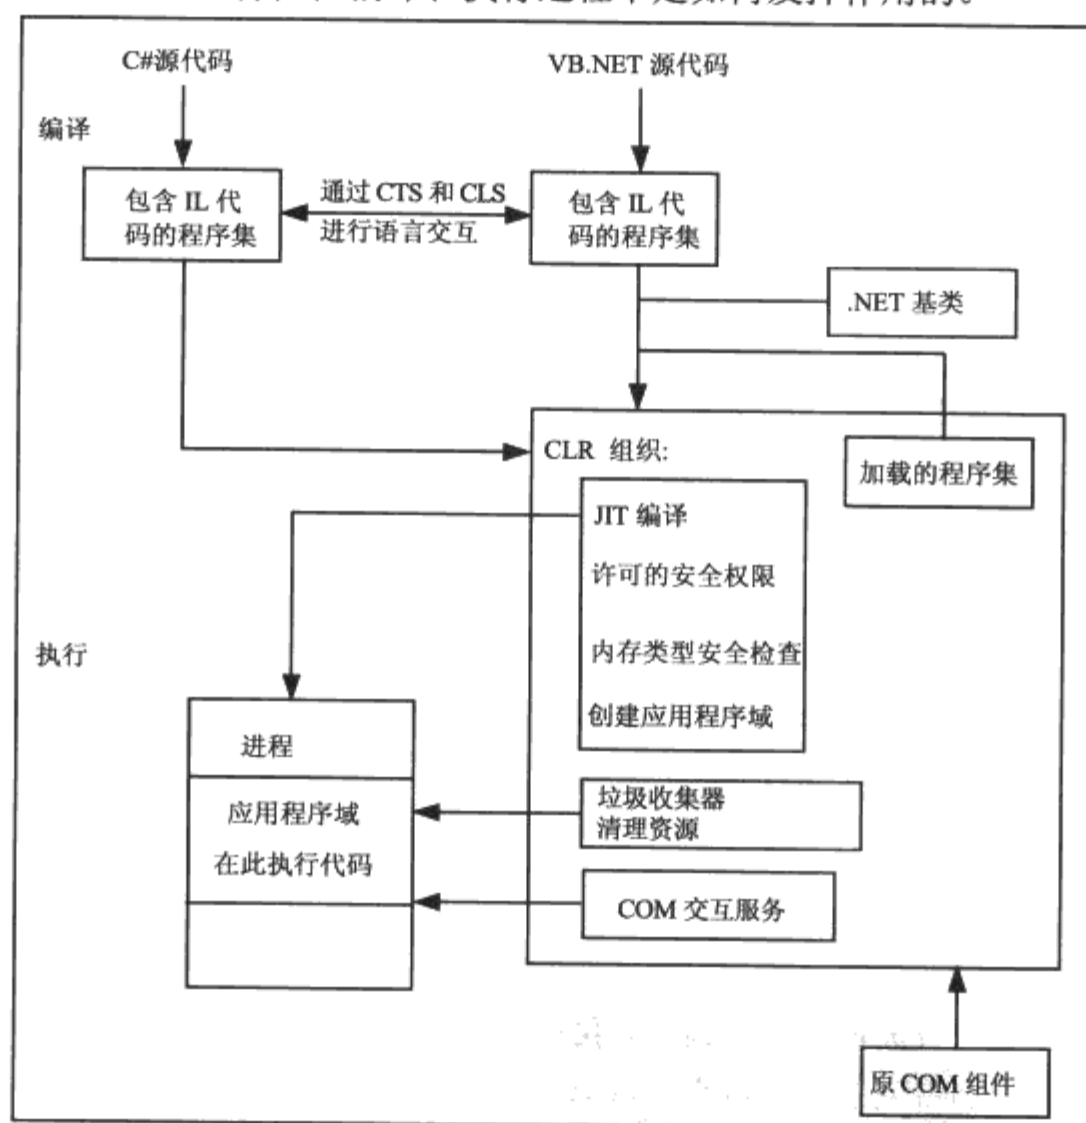 C#源代码
VB.NET 源代码
编译
包含 IL 代
码的程序集
通过 CTS 和 CLS
进行语言交互
包含 IL 代
码的程序集
.NET 基类
CLR 组织:
加载的程序集
JIT 编译
许可的安全权限
执行
内存类型安全检查
创建应用程序域
进程
应用程序域
在此执行代码
垃圾收集器
清理资源
COM 交互服务
原 COM 组件